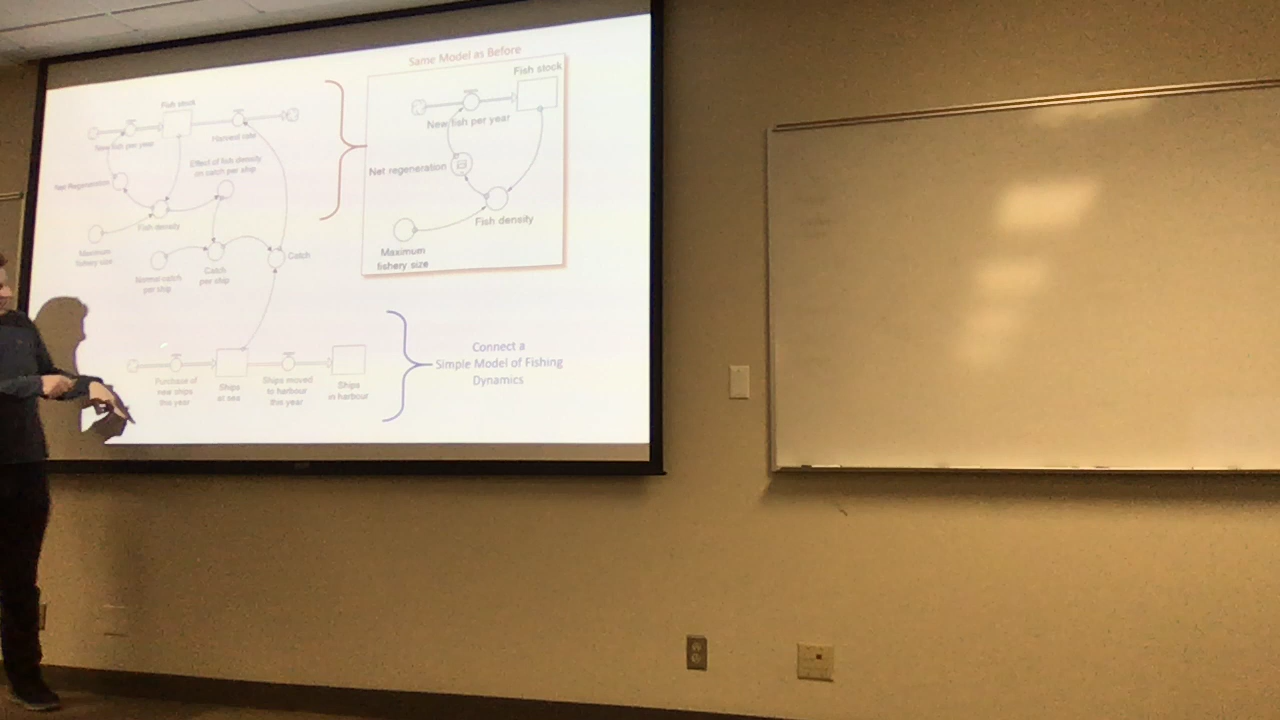 Same Model as Before
Fish stock
New fish per year
Net regeneration
Fish density
Maximum
fishery size
Fish stock
New fish per year
Harvest rate
Effect of fish density
on catch per ship
Net Regeneration
Fish density
Maximum
fishery size
Normal catch
per ship
Catch
per ship
Catch
Purchase of
new ships
this year
Ships
at sea
Ships moved
to harbour
this year
Ships
in harbour
Connect a
Simple Model of Fishing
Dynamics